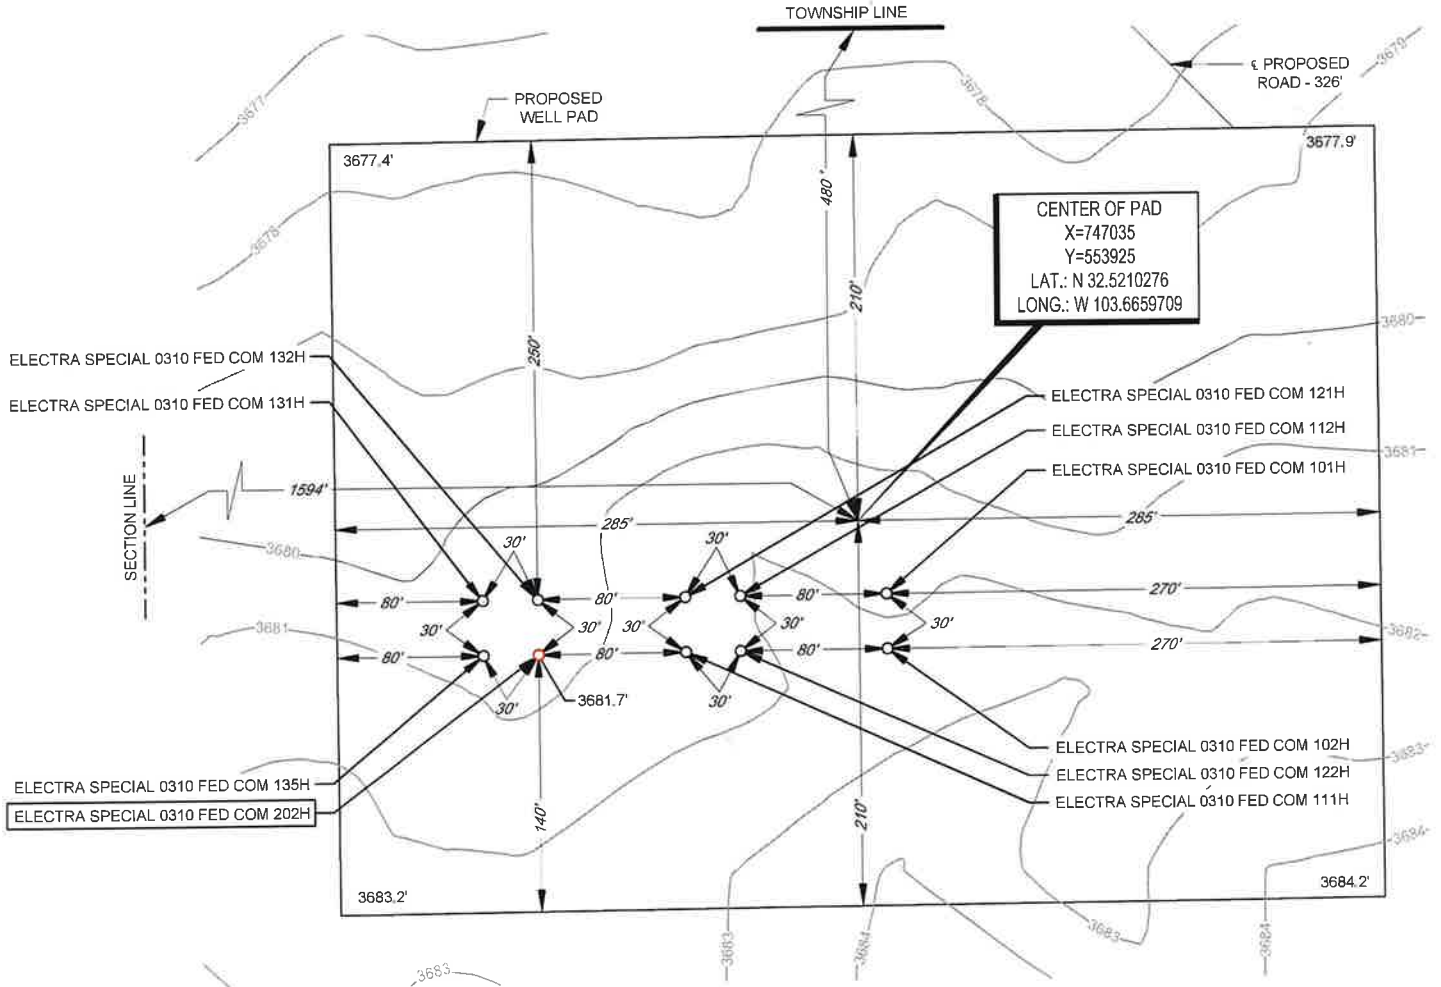 TOWNSHIP LINE
3679
℄ PROPOSED
ROAD - 326'
3678
3677
PROPOSED
WELL PAD
3677.4'
3677.9'
480'
CENTER OF PAD
X=747035
Y=553925
LAT.: N 32.5210276
LONG.: W 103.6659709
3678
210'
3680
250'
ELECTRA SPECIAL 0310 FED COM 132H
ELECTRA SPECIAL 0310 FED COM 131H
ELECTRA SPECIAL 0310 FED COM 121H
ELECTRA SPECIAL 0310 FED COM 112H
3681
ELECTRA SPECIAL 0310 FED COM 101H
SECTION LINE
1594'
285'
285'
30'
30'
3680
80'
80'
80'
270'
3681
30'
30'
30'
30'
30'
3682
80'
80'
80'
270'
30'
3681.7'
30'
ELECTRA SPECIAL 0310 FED COM 102H
3683
ELECTRA SPECIAL 0310 FED COM 122H
ELECTRA SPECIAL 0310 FED COM 135H
ELECTRA SPECIAL 0310 FED COM 111H
ELECTRA SPECIAL 0310 FED COM 202H
140'
210'
3684
3683.2'
3684.2'
3683
3683
3684
3684
3683